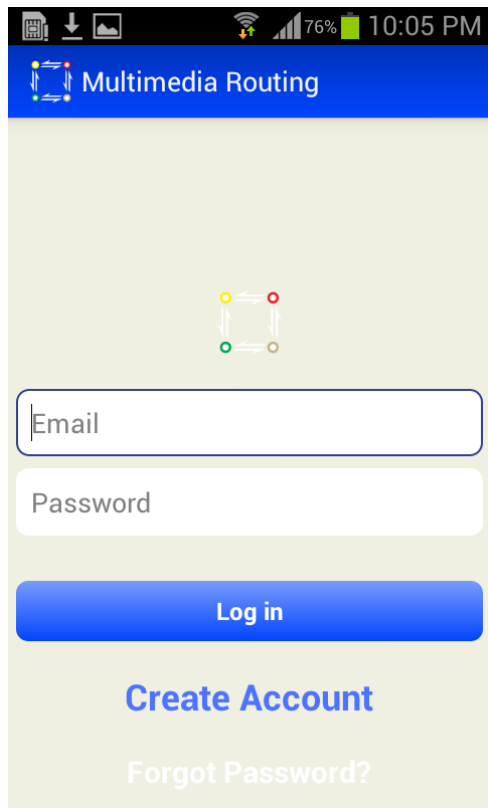 76% 10:05 PM
Multimedia Routing
Email
Password
Log in
Create Account
Forgot Password?